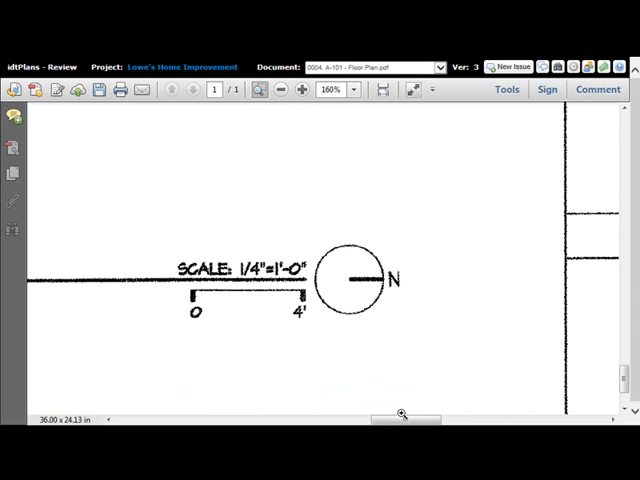 idtPlans - Review Project: Lowe's Home Improvement Document: 0004. A-101 - Floor Plan.pdf Ver: 3 New Issue
1 / 1 160% Tools Sign Comment
SCALE: 1/4"=1'-0"
N
0 4'
36.00 x 24.13 in